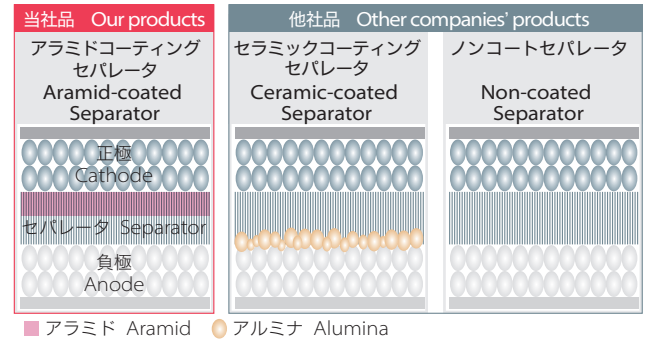 当社品 Our products
他社品 Other companies' products
アラミドコーティング
セパレータ
Aramid-coated
Separator
セラミックコーティング
セパレータ
Ceramic-coated
Separator
ノンコートセパレータ
Non-coated
Separator
正極
Cathode
セパレータ Separator
負極
Anode
アラミド Aramid
アルミナ Alumina